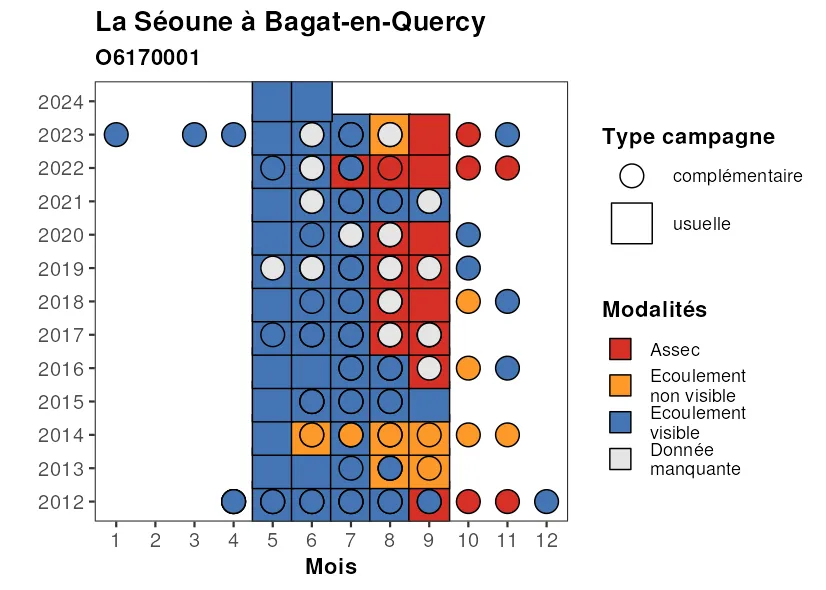 La Séoune à Bagat-en-Quercy
O6170001
2024
2023
2022
2021
2020
2019
2018
2017
2016
2015
2014
2013
2012
1 2 3 4 5 6 7 8 9 10 11 12
Mois
Type campagne
complémentaire
usuelle
Modalités
Assec
Ecoulement
non visible
Ecoulement
visible
Donnée
manquante